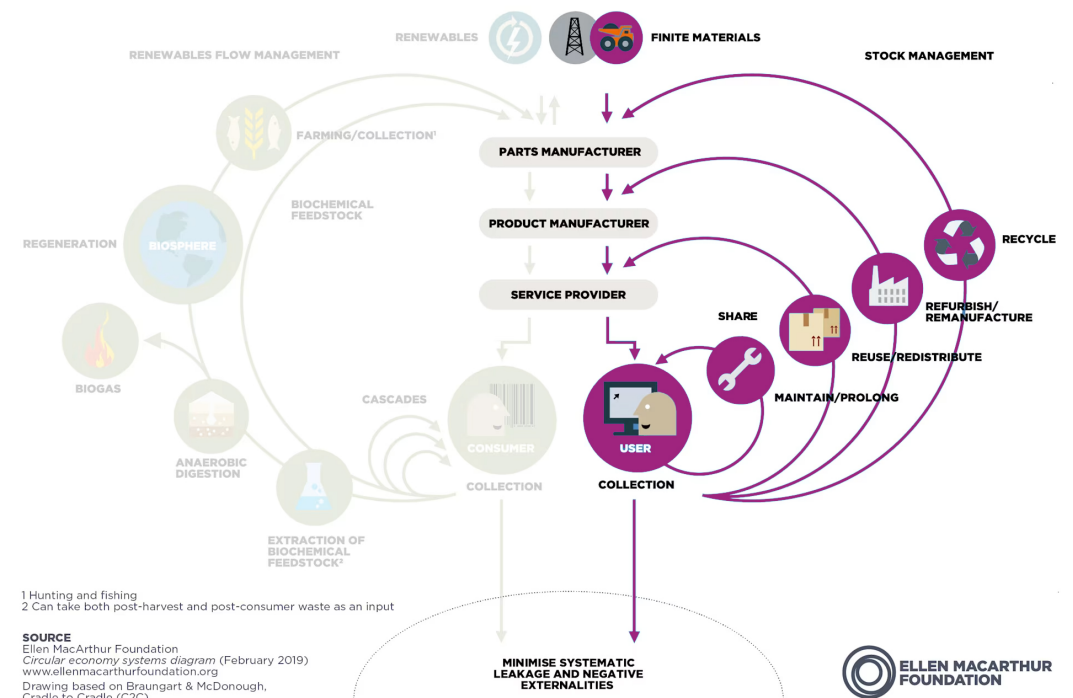 RENEWABLES
FINITE MATERIALS
RENEWABLES FLOW MANAGEMENT
STOCK MANAGEMENT
FARMING/COLLECTION¹
PARTS MANUFACTURER
BIOCHEMICAL
FEEDSTOCK
PRODUCT MANUFACTURER
REGENERATION
BIOSPHERE
RECYCLE
SERVICE PROVIDER
REFURBISH/
REMANUFACTURE
SHARE
REUSE/REDISTRIBUTE
BIOGAS
CASCADES
MAINTAIN/PROLONG
CONSUMER
USER
ANAEROBIC
DIGESTION
COLLECTION
COLLECTION
EXTRACTION OF
BIOCHEMICAL
FEEDSTOCK²
1 Hunting and fishing
2 Can take both post-harvest and post-consumer waste as an input
SOURCE
Ellen MacArthur Foundation
Circular economy systems diagram (February 2019)
www.ellenmacarthurfoundation.org
Drawing based on Braungart & McDonough,
Cradle to Cradle (C2C)
MINIMISE SYSTEMATIC
LEAKAGE AND NEGATIVE
EXTERNALITIES
ELLEN MACARTHUR
FOUNDATION